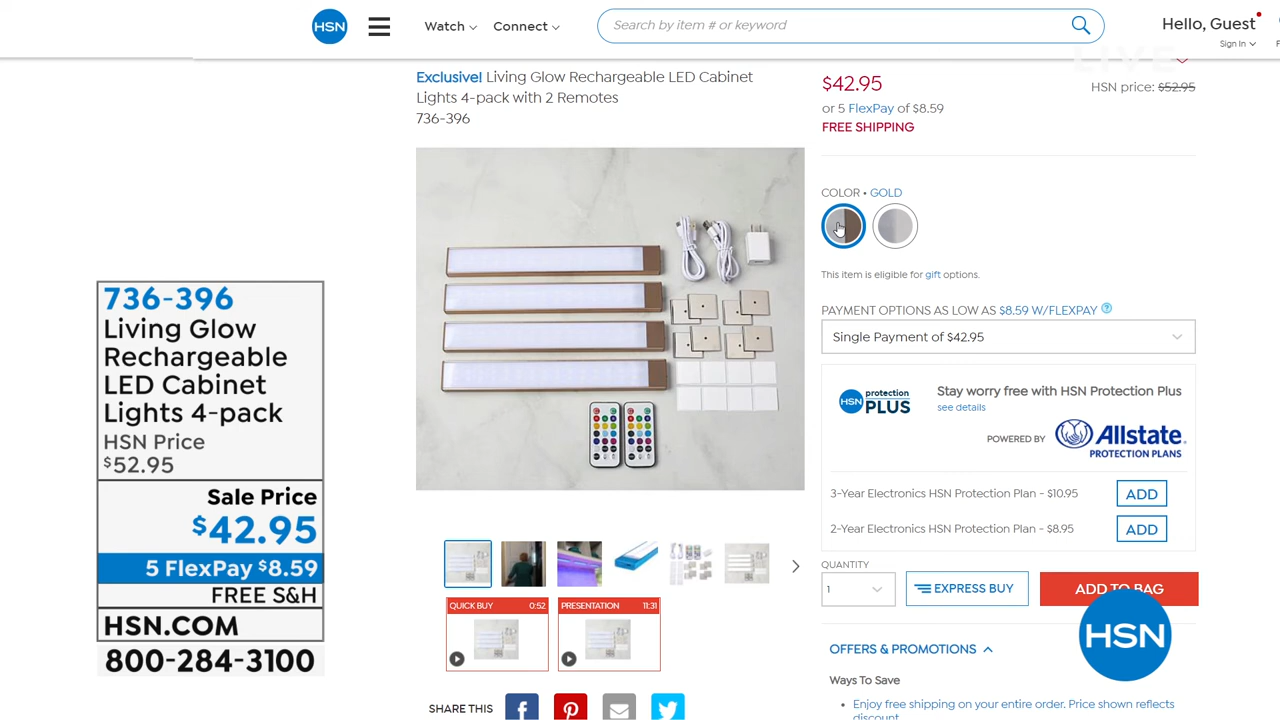 HSN
Watch
Connect
Search by item # or keyword
Hello, Guest
Sign In
LIVE
Exclusive! Living Glow Rechargeable LED Cabinet
Lights 4-pack with 2 Remotes
736-396
$42.95
HSN price: $52.95
or 5 FlexPay of $8.59
FREE SHIPPING
COLOR • GOLD
This item is eligible for gift options.
PAYMENT OPTIONS AS LOW AS $8.59 W/FLEXPAY ?
Single Payment of $42.95
HSN protection PLUS
Stay worry free with HSN Protection Plus
see details
POWERED BY Allstate.
PROTECTION PLANS
3-Year Electronics HSN Protection Plan - $10.95
ADD
2-Year Electronics HSN Protection Plan - $8.95
ADD
QUANTITY
1
EXPRESS BUY
ADD TO BAG
HSN
OFFERS & PROMOTIONS
Ways To Save
• Enjoy free shipping on your entire order. Price shown reflects
discount.
QUICK BUY 0:52
PRESENTATION 11:31
SHARE THIS
736-396
Living Glow
Rechargeable
LED Cabinet
Lights 4-pack
HSN Price
$52.95
Sale Price
$42.95
5 FlexPay $8.59
FREE S&H
HSN.COM
800-284-3100